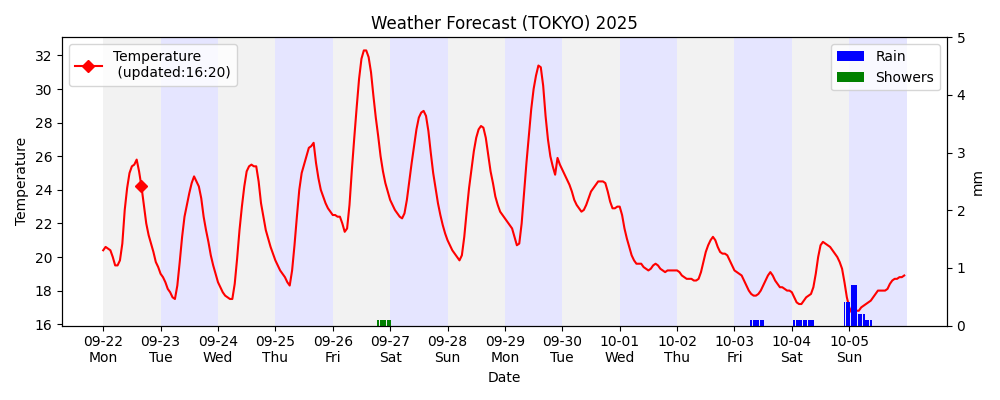 Weather Forecast (TOKYO) 2025
Temperature
(updated:16:20)
Rain
Showers
32
30
28
26
24
22
20
18
16
5
4
3
2
1
0
Temperature
mm
09-22 09-23 09-24 09-25 09-26 09-27 09-28 09-29 09-30 10-01 10-02 10-03 10-04 10-05
Mon Tue Wed Thu Fri Sat Sun Mon Tue Wed Thu Fri Sat Sun
Date